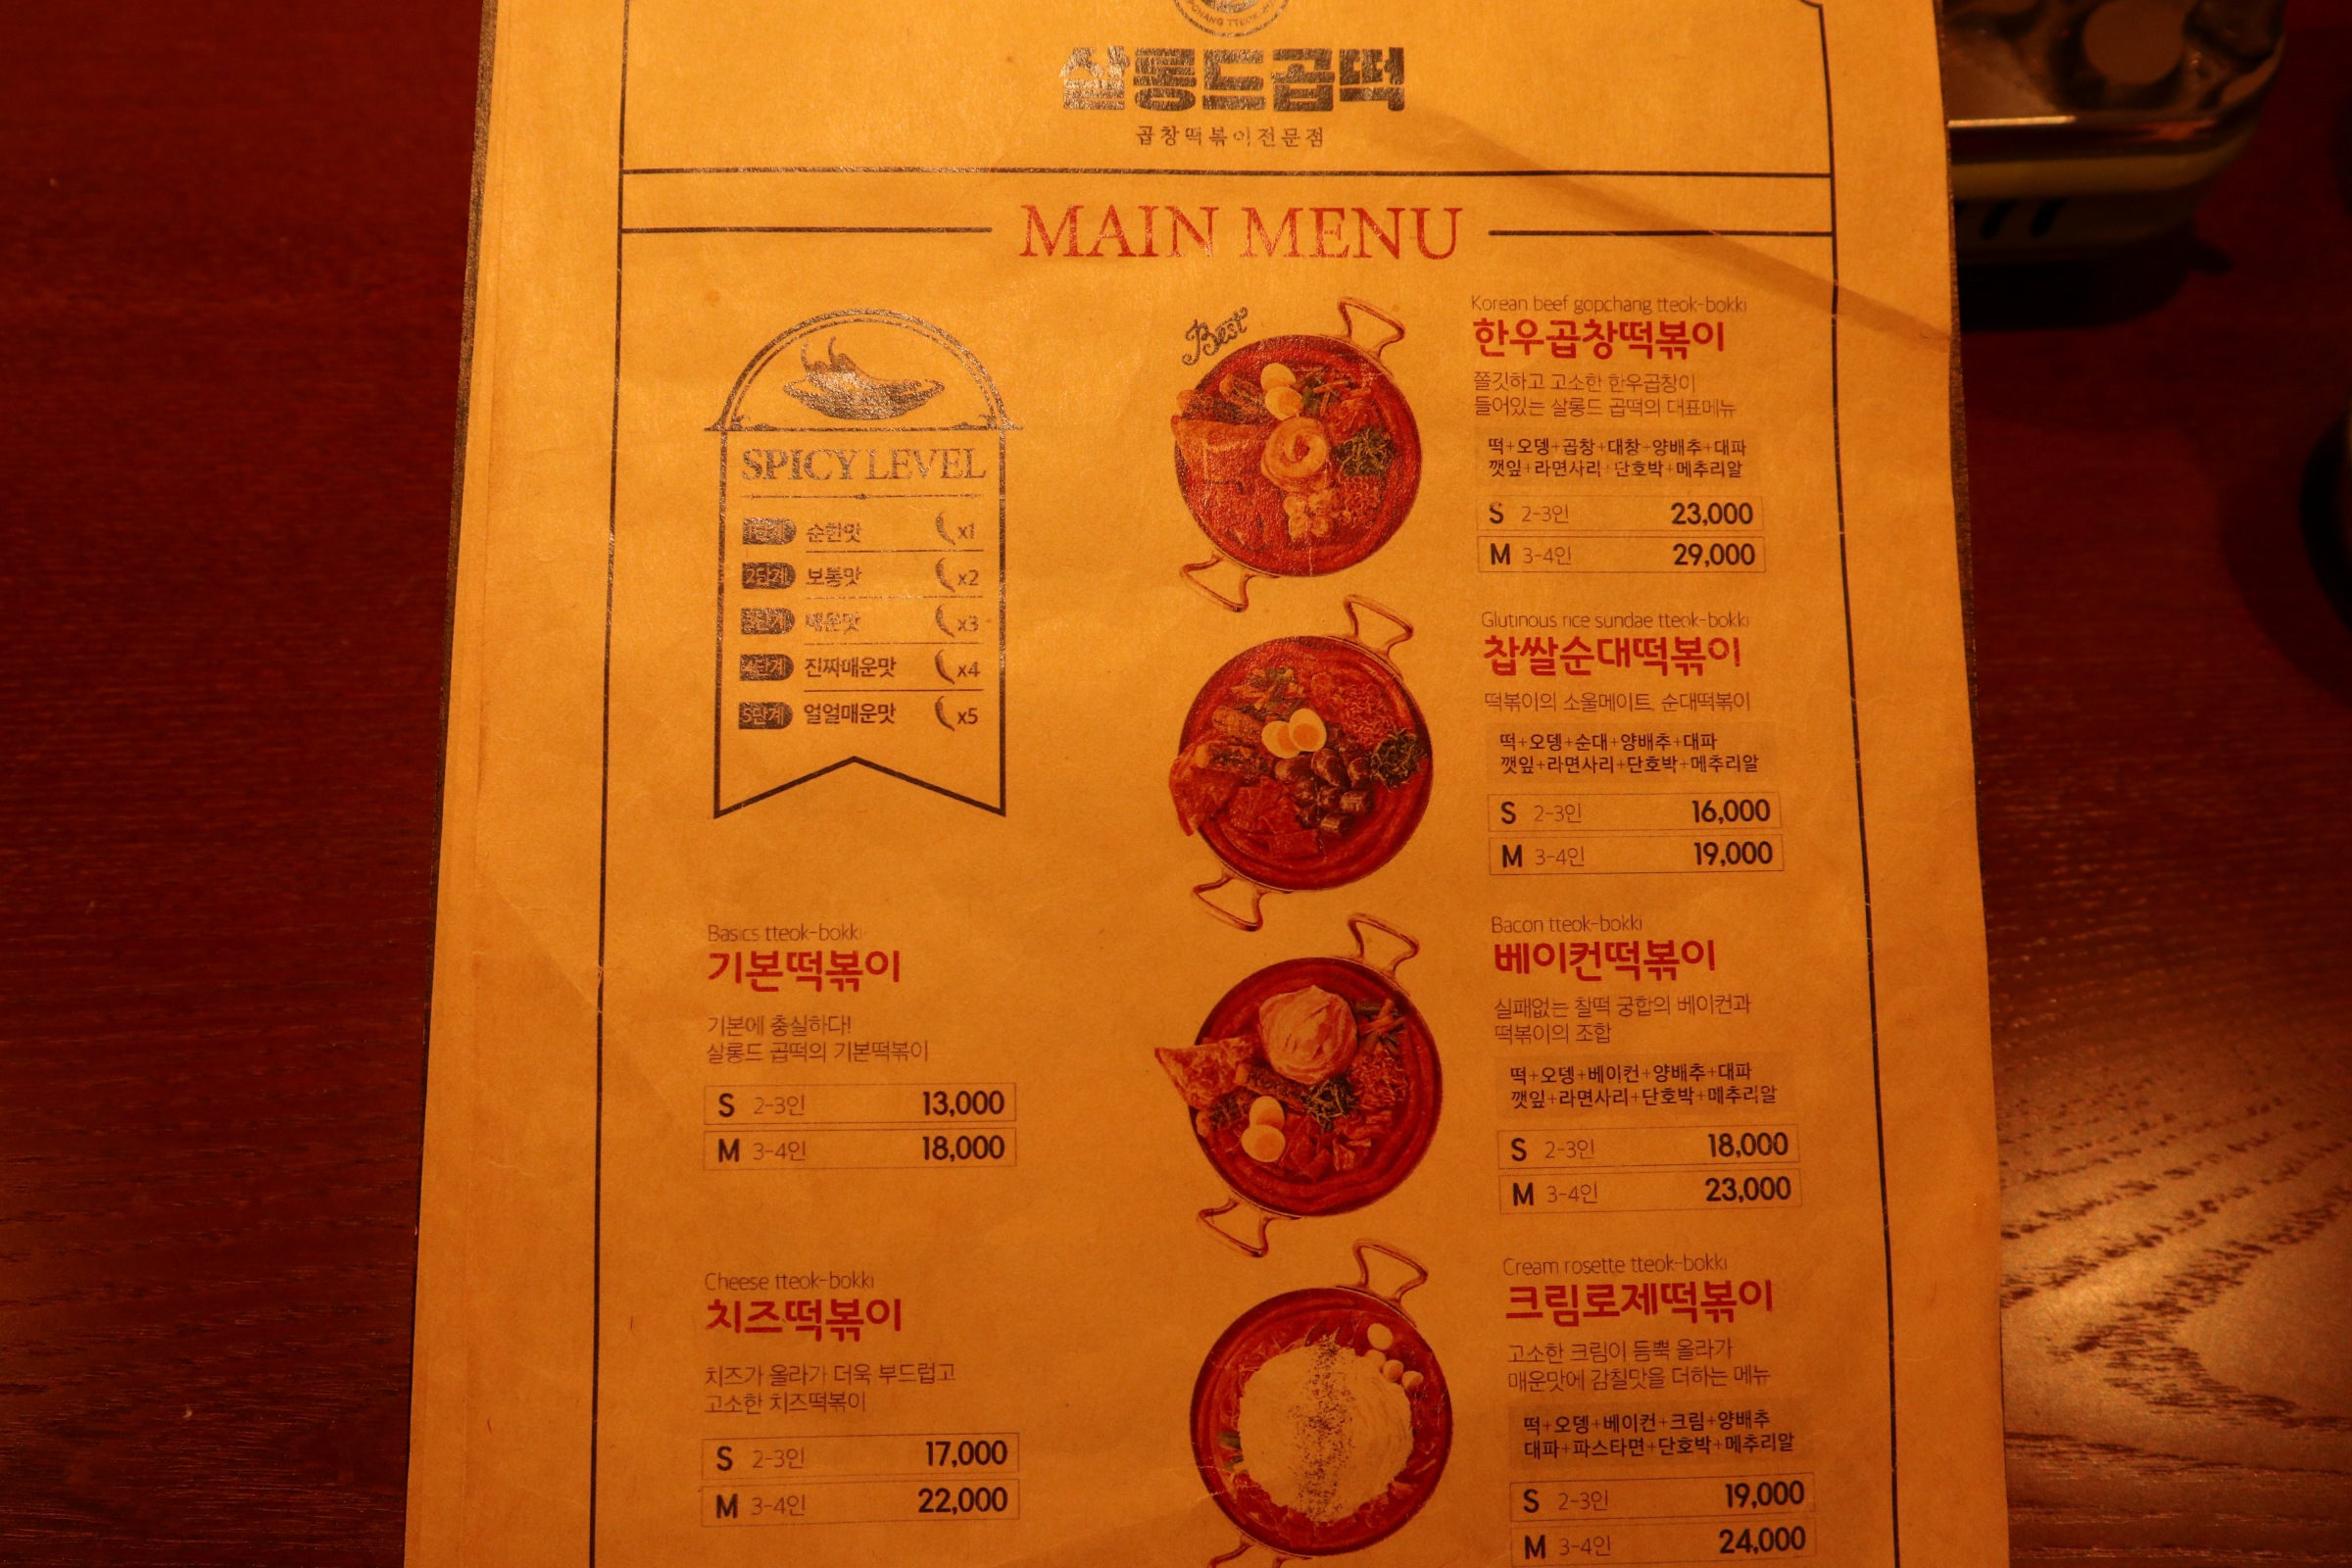 CHANG TTEOK
살롱드곱떡
곱창떡볶이전문점
MAIN MENU
SPICY LEVEL
1단계 순한맛 x1
2단계 보통맛 x2
3단계 매운맛 x3
4단계 진짜매운맛 x4
5단계 얼얼매운맛 x5
Basics tteok-bokki
기본떡볶이
기본에 충실하다!
살롱드 곱떡의 기본떡볶이
S 2-3인 13,000
M 3-4인 18,000
Cheese tteok-bokki
치즈떡볶이
치즈가 올라가 더욱 부드럽고
고소한 치즈떡볶이
S 2-3인 17,000
M 3-4인 22,000
Best
Korean beef gopchang tteok-bokki
한우곱창떡볶이
쫄깃하고 고소한 한우곱창이
들어있는 살롱드 곱떡의 대표메뉴
떡+오뎅+곱창+대창+양배추+대파
깻잎+라면사리+단호박+메추리알
S 2-3인 23,000
M 3-4인 29,000
Glutinous rice sundae tteok-bokki
찹쌀순대떡볶이
떡볶이의 소울메이트, 순대떡볶이
떡+오뎅+순대+양배추+대파
깻잎+라면사리+단호박+메추리알
S 2-3인 16,000
M 3-4인 19,000
Bacon tteok-bokki
베이컨떡볶이
실패없는 찰떡 궁합의 베이컨과
떡볶이의 조합
떡+오뎅+베이컨+양배추+대파
깻잎+라면사리+단호박+메추리알
S 2-3인 18,000
M 3-4인 23,000
Cream rosette tteok-bokki
크림로제떡볶이
고소한 크림이 듬뿍 올라가
매운맛에 감칠맛을 더하는 메뉴
떡+오뎅+베이컨+크림+양배추
대파+파스타면+단호박+메추리알
S 2-3인 19,000
M 3-4인 24,000